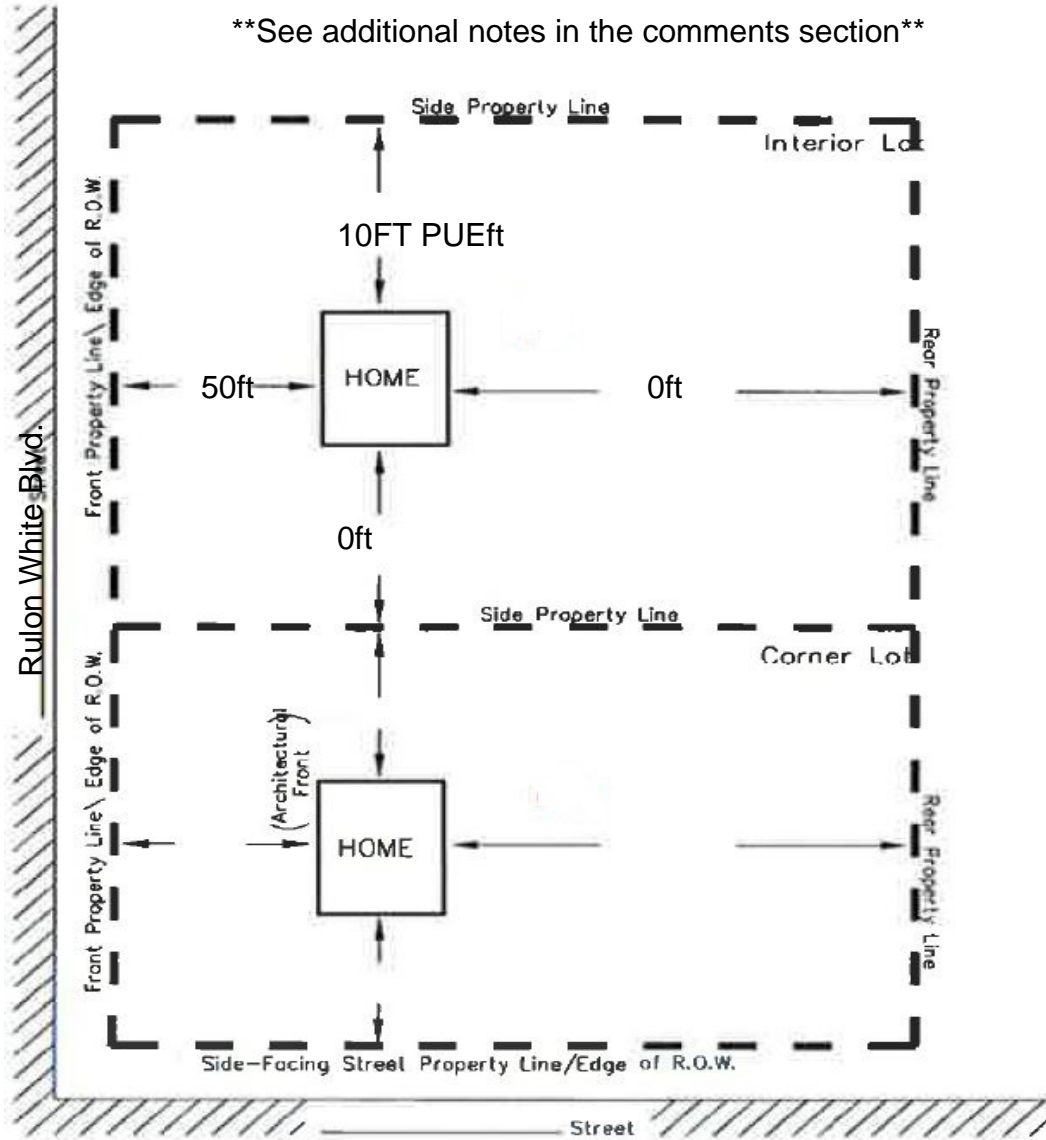 **See additional notes in the comments section**
Side Property Line
Interior Lot
Front Property Line\ Edge of R.O.W.
10FT PUEft
HOME
50ft
0ft
Rear Property Line
Rulon White Blvd.
0ft
Side Property Line
Corner Lot
Front Property Line\ Edge of R.O.W.
(Architectural
Front)
HOME
Rear Property Line
Side-Facing Street Property Line/Edge of R.O.W.
Street